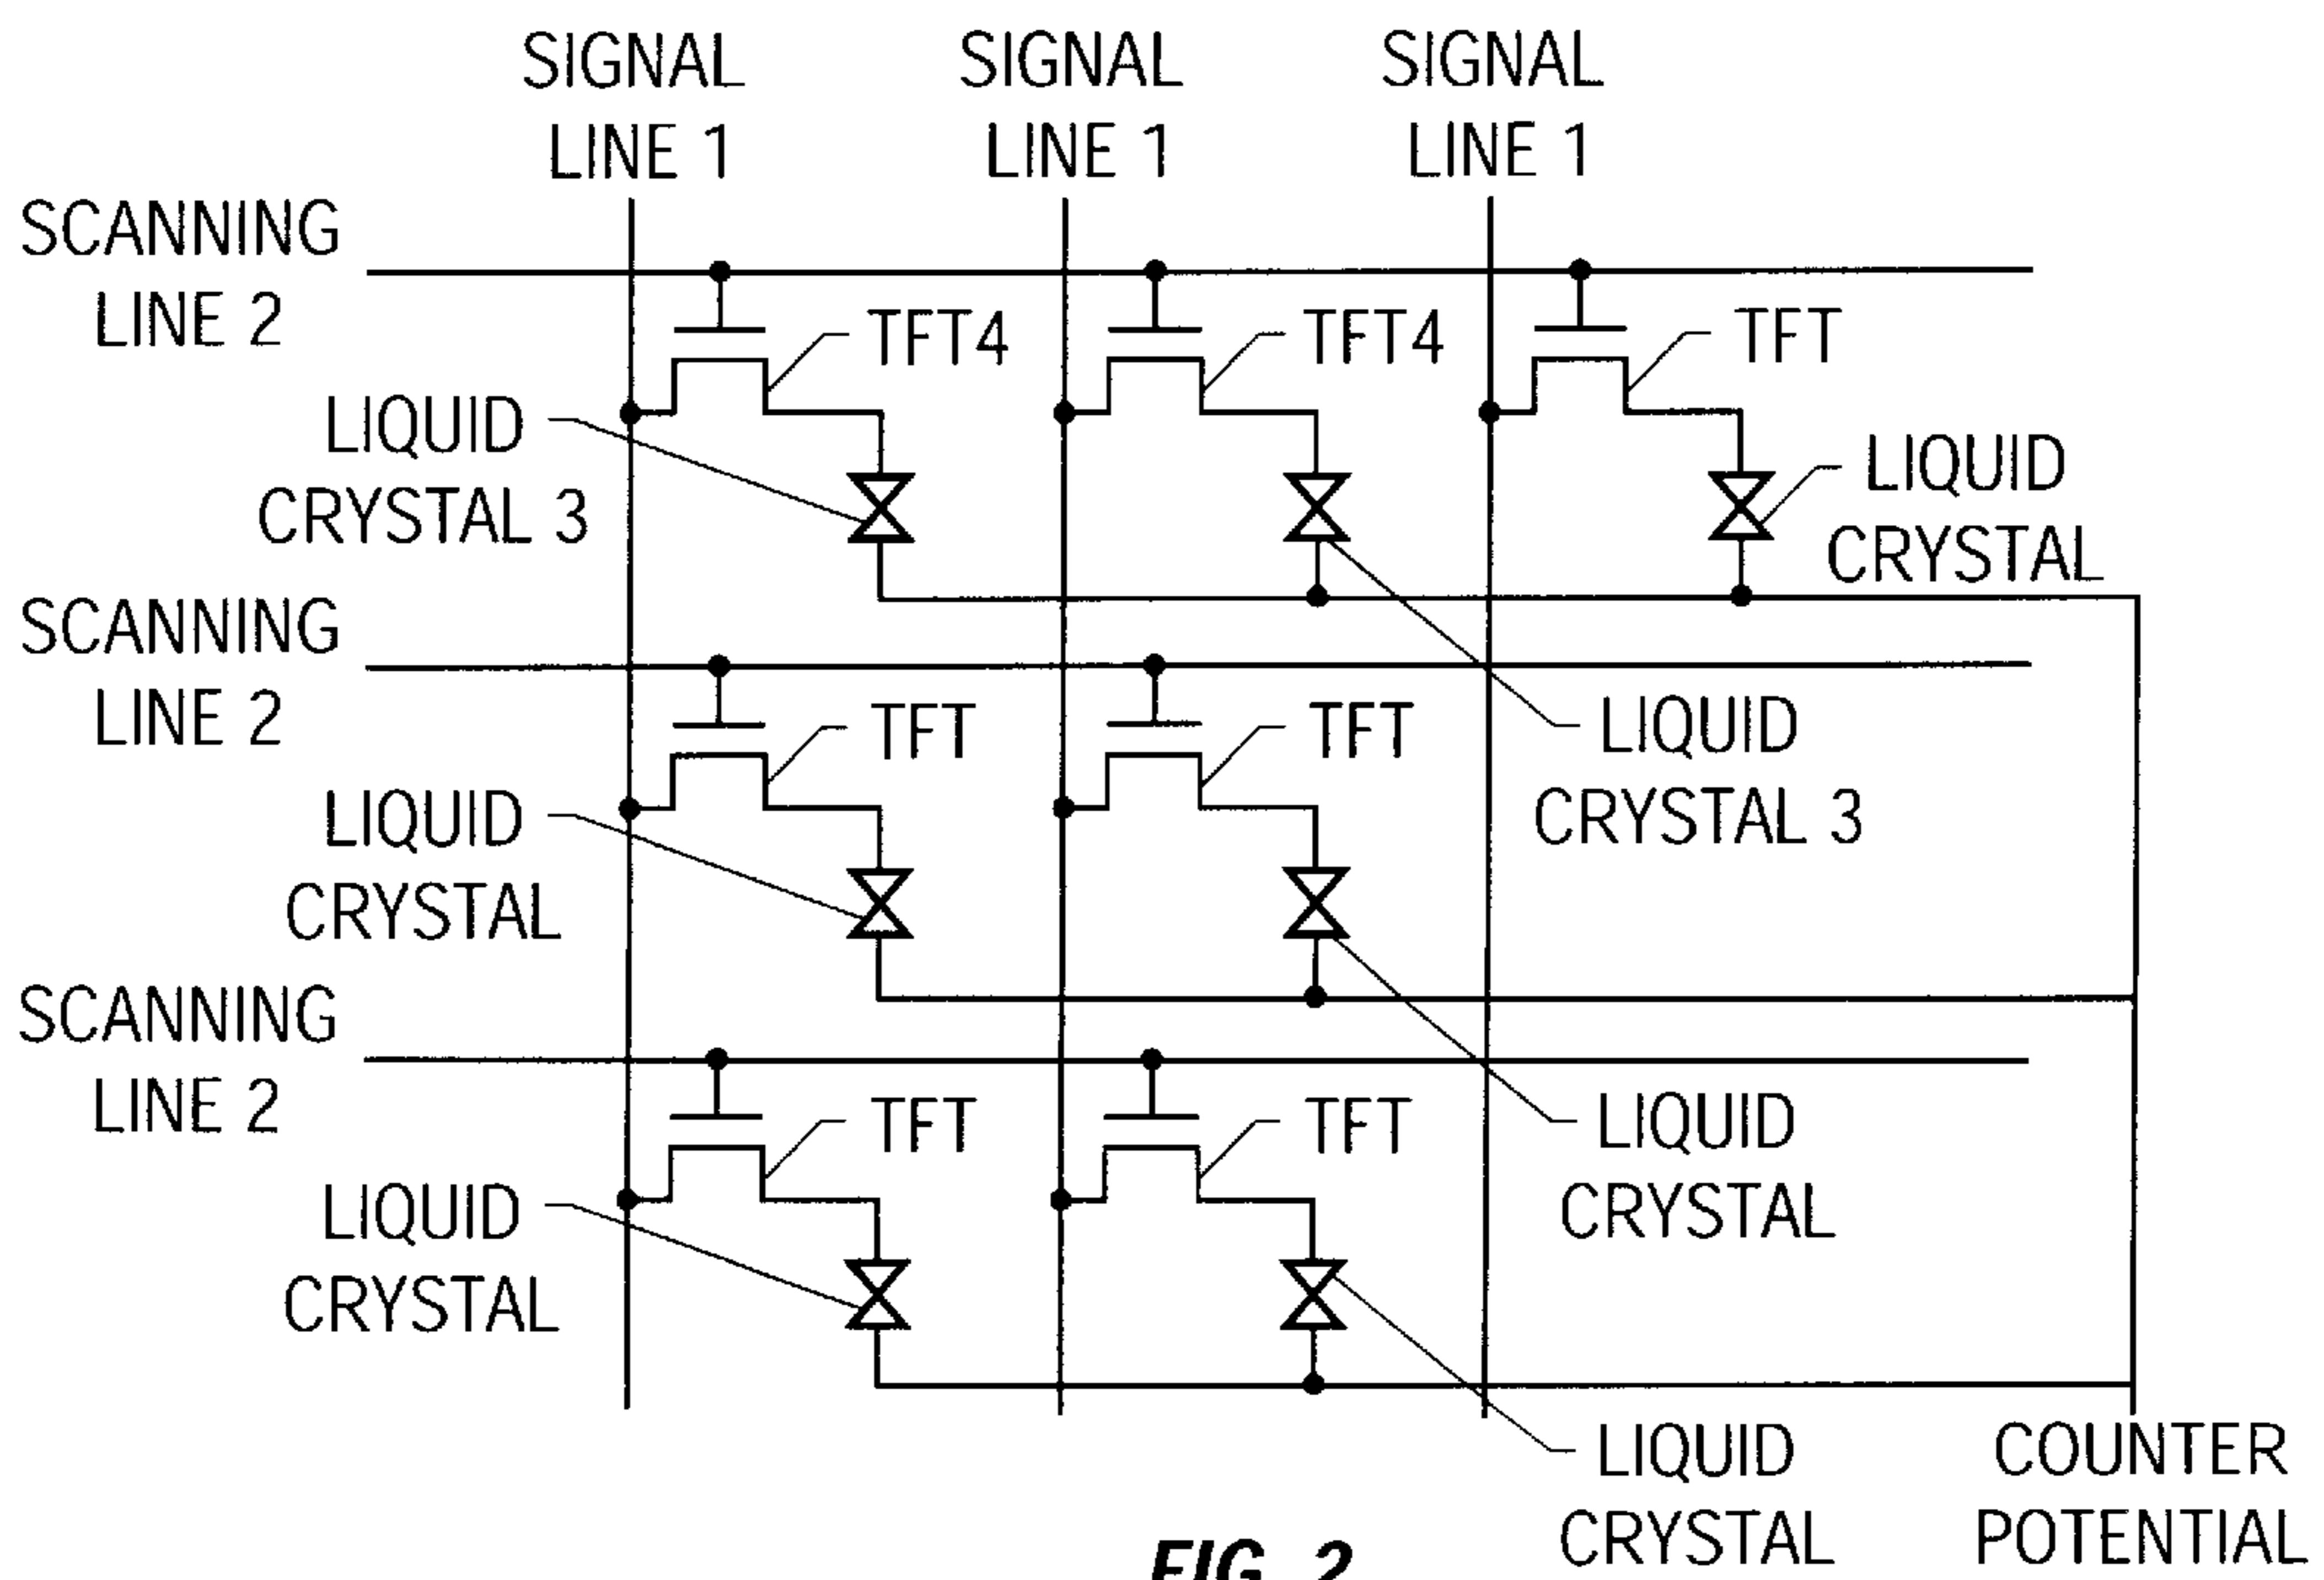 SIGNAL
LINE 1
SIGNAL
LINE 1
SIGNAL
LINE 1
SCANNING
LINE 2
TFT4
TFT4
TFT
LIQUID
CRYSTAL 3
LIQUID
CRYSTAL
SCANNING
LINE 2
TFT
TFT
LIQUID
CRYSTAL 3
LIQUID
CRYSTAL
SCANNING
LINE 2
TFT
TFT
LIQUID
CRYSTAL
LIQUID
CRYSTAL
LIQUID
CRYSTAL
COUNTER
POTENTIAL
FIG. 2